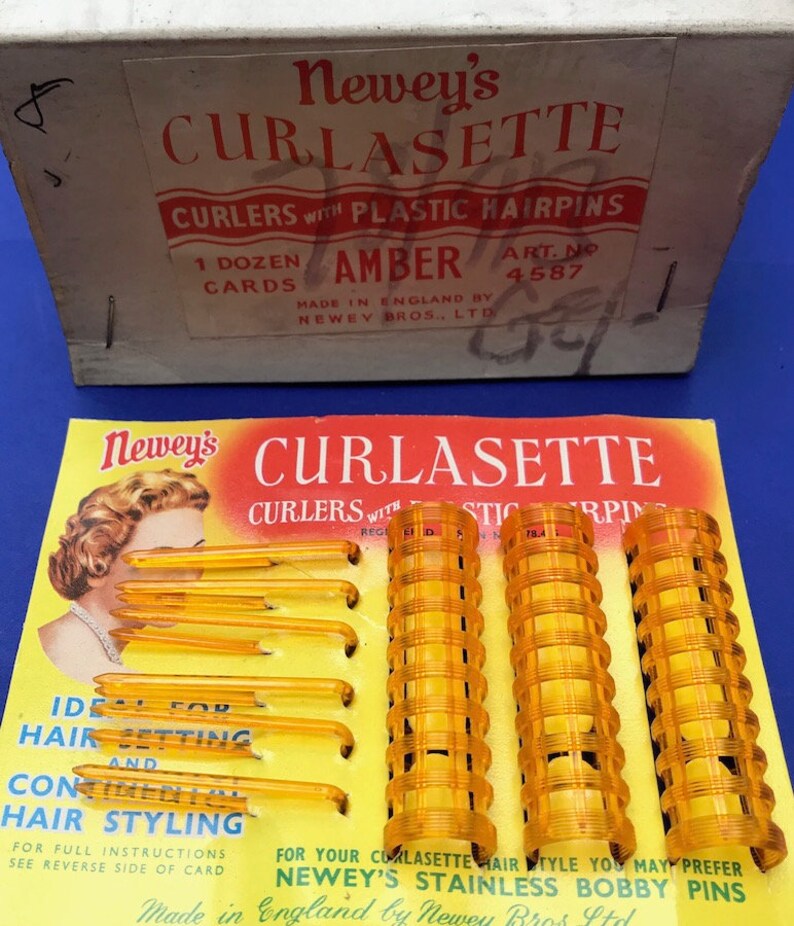 Newey's
CURLASETTE
CURLERS WITH PLASTIC HAIRPINS
1 DOZEN CARDS
AMBER
ART. NO 4587
MADE IN ENGLAND BY
NEWEY BROS., LTD.
Newey's
CURLASETTE
CURLERS WITH PLASTIC HAIRPINS
IDEAL FOR
HAIR SETTING
AND
CONTINENTAL
HAIR STYLING
FOR FULL INSTRUCTIONS
SEE REVERSE SIDE OF CARD
FOR YOUR CURLASETTE HAIR STYLE YOU MAY PREFER
NEWEY'S STAINLESS BOBBY PINS
Made in England by Newey Bros Ltd